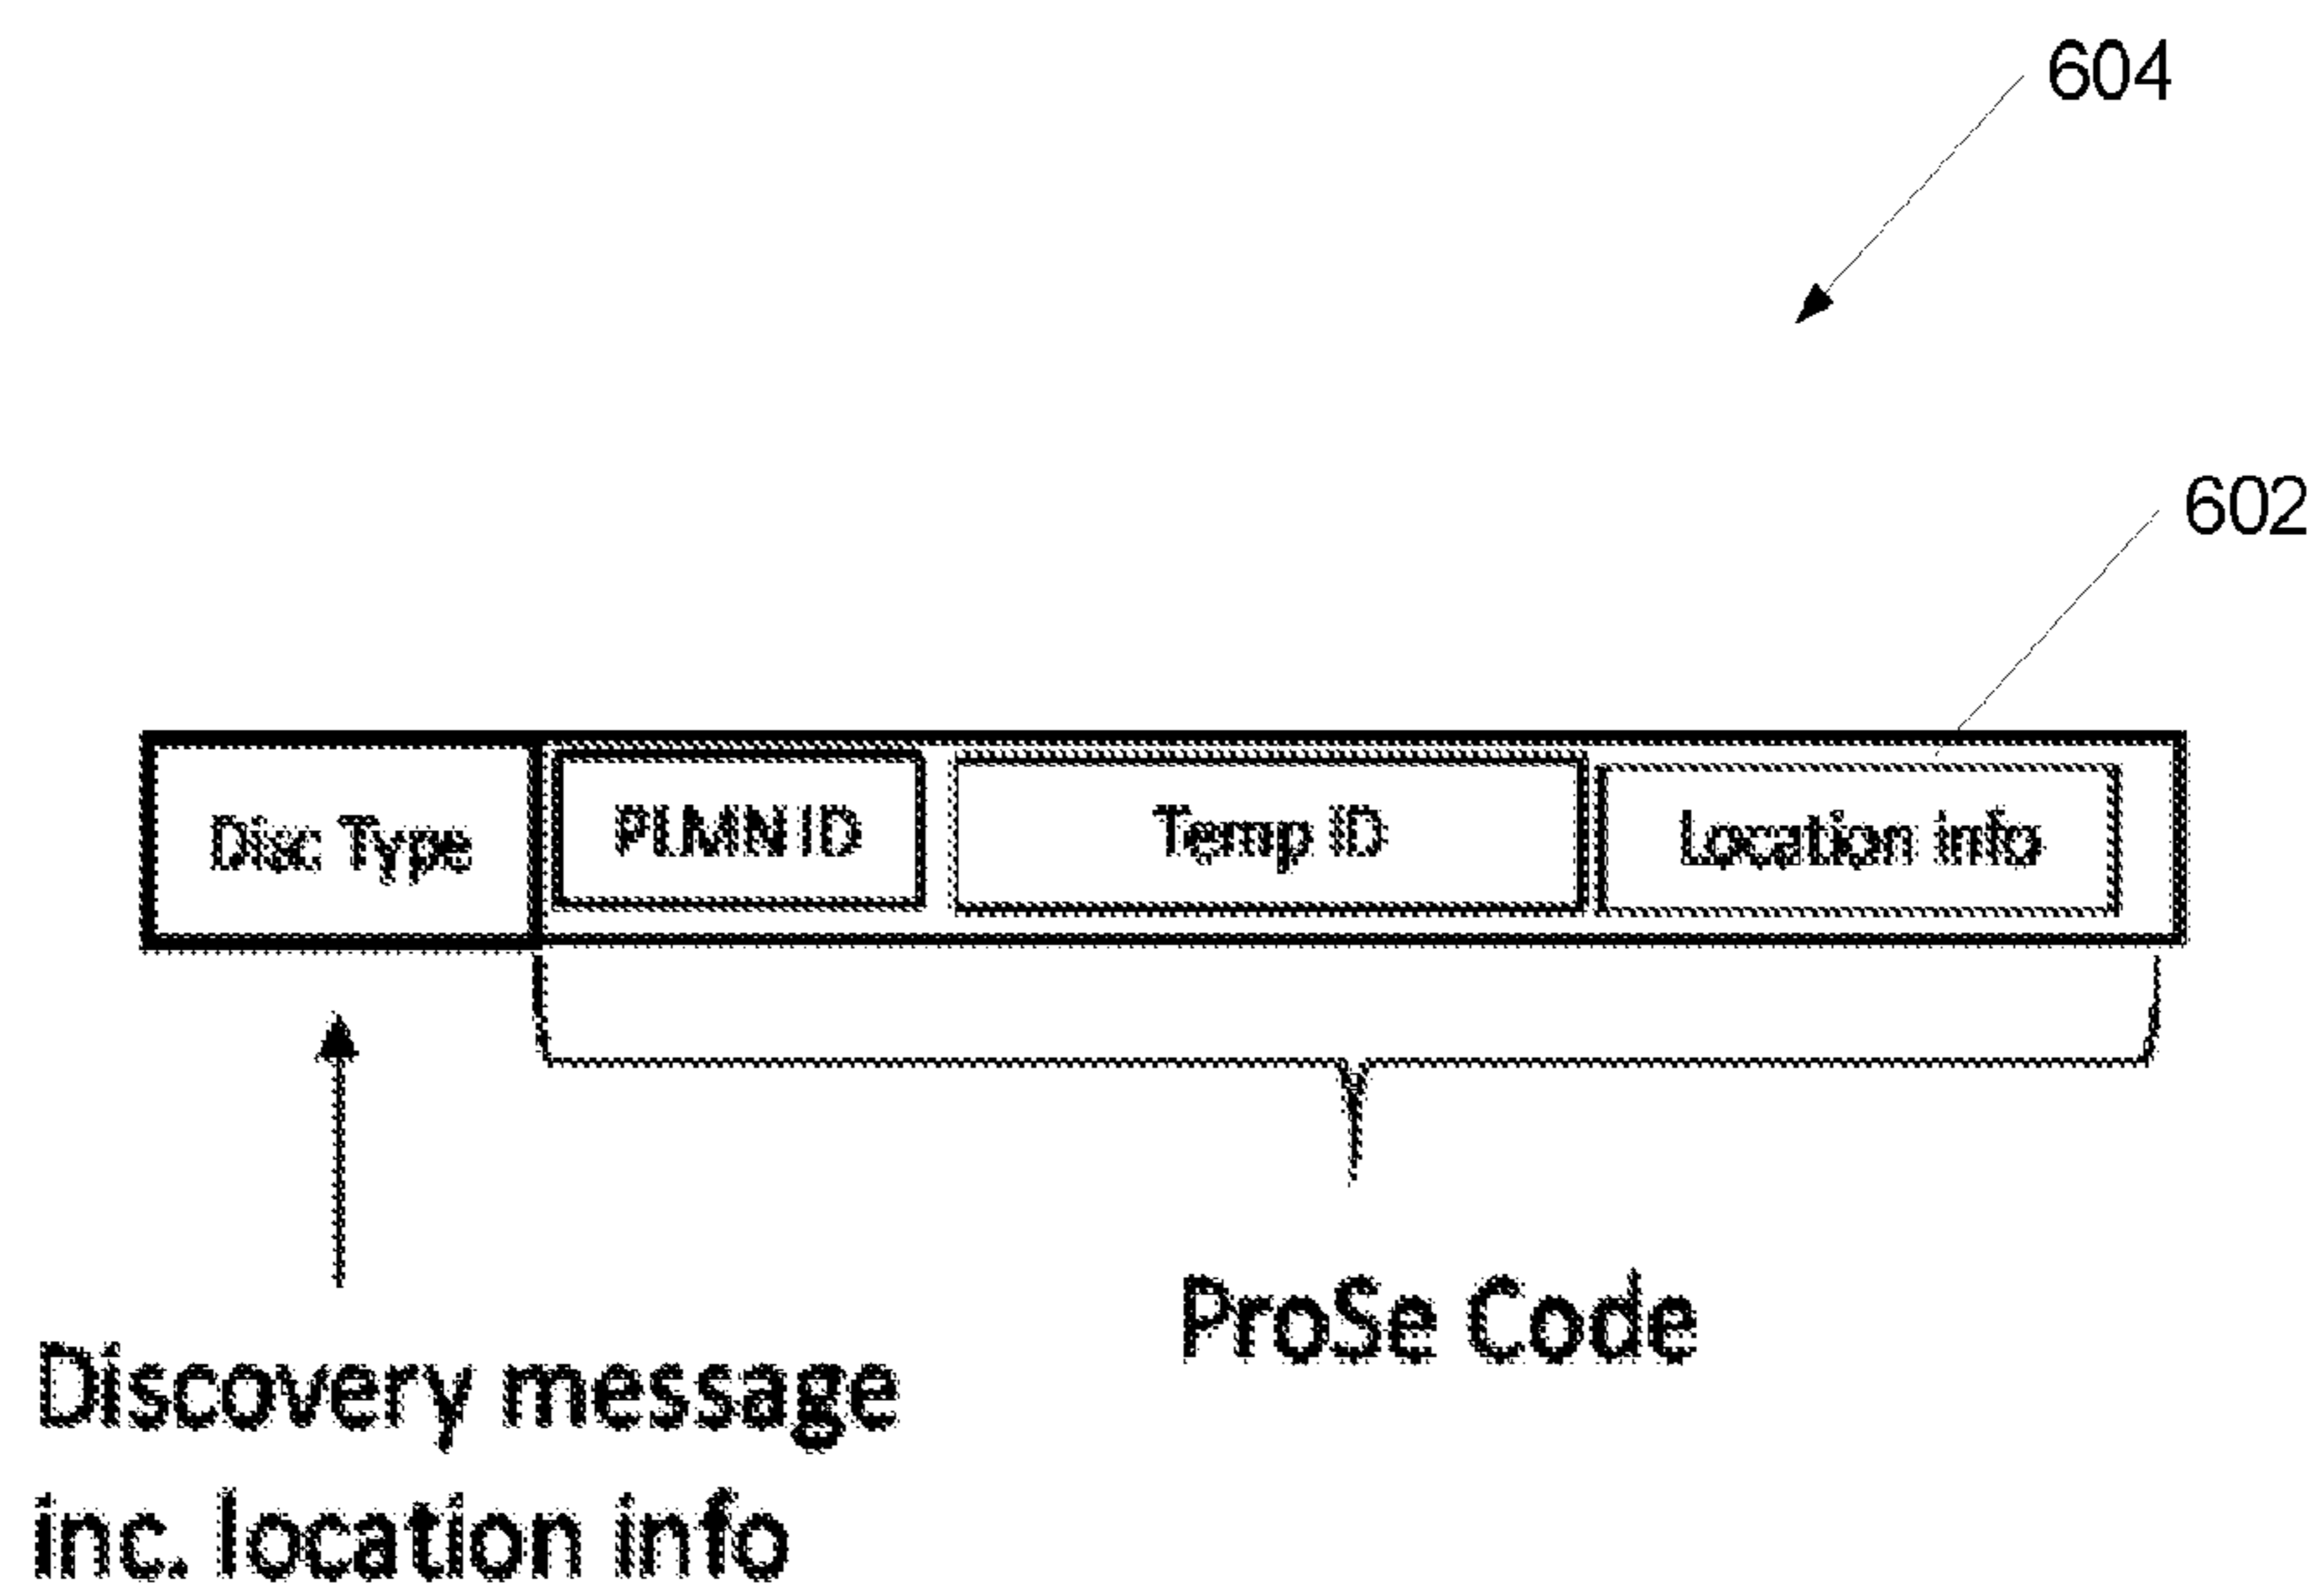 604
602
Disc Type PLMN ID Temp ID Location info
ProSe Code
Discovery message
inc. location info